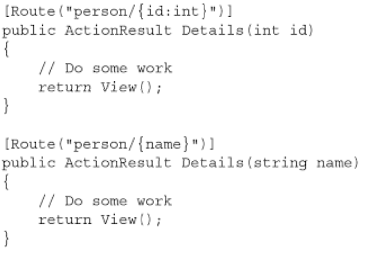 [Route("person/{id:int}")]
public ActionResult Details(int id)
{
    // Do some work
    return View();
}

[Route("person/{name}")]
public ActionResult Details(string name)
{
    // Do some work
    return View();
}